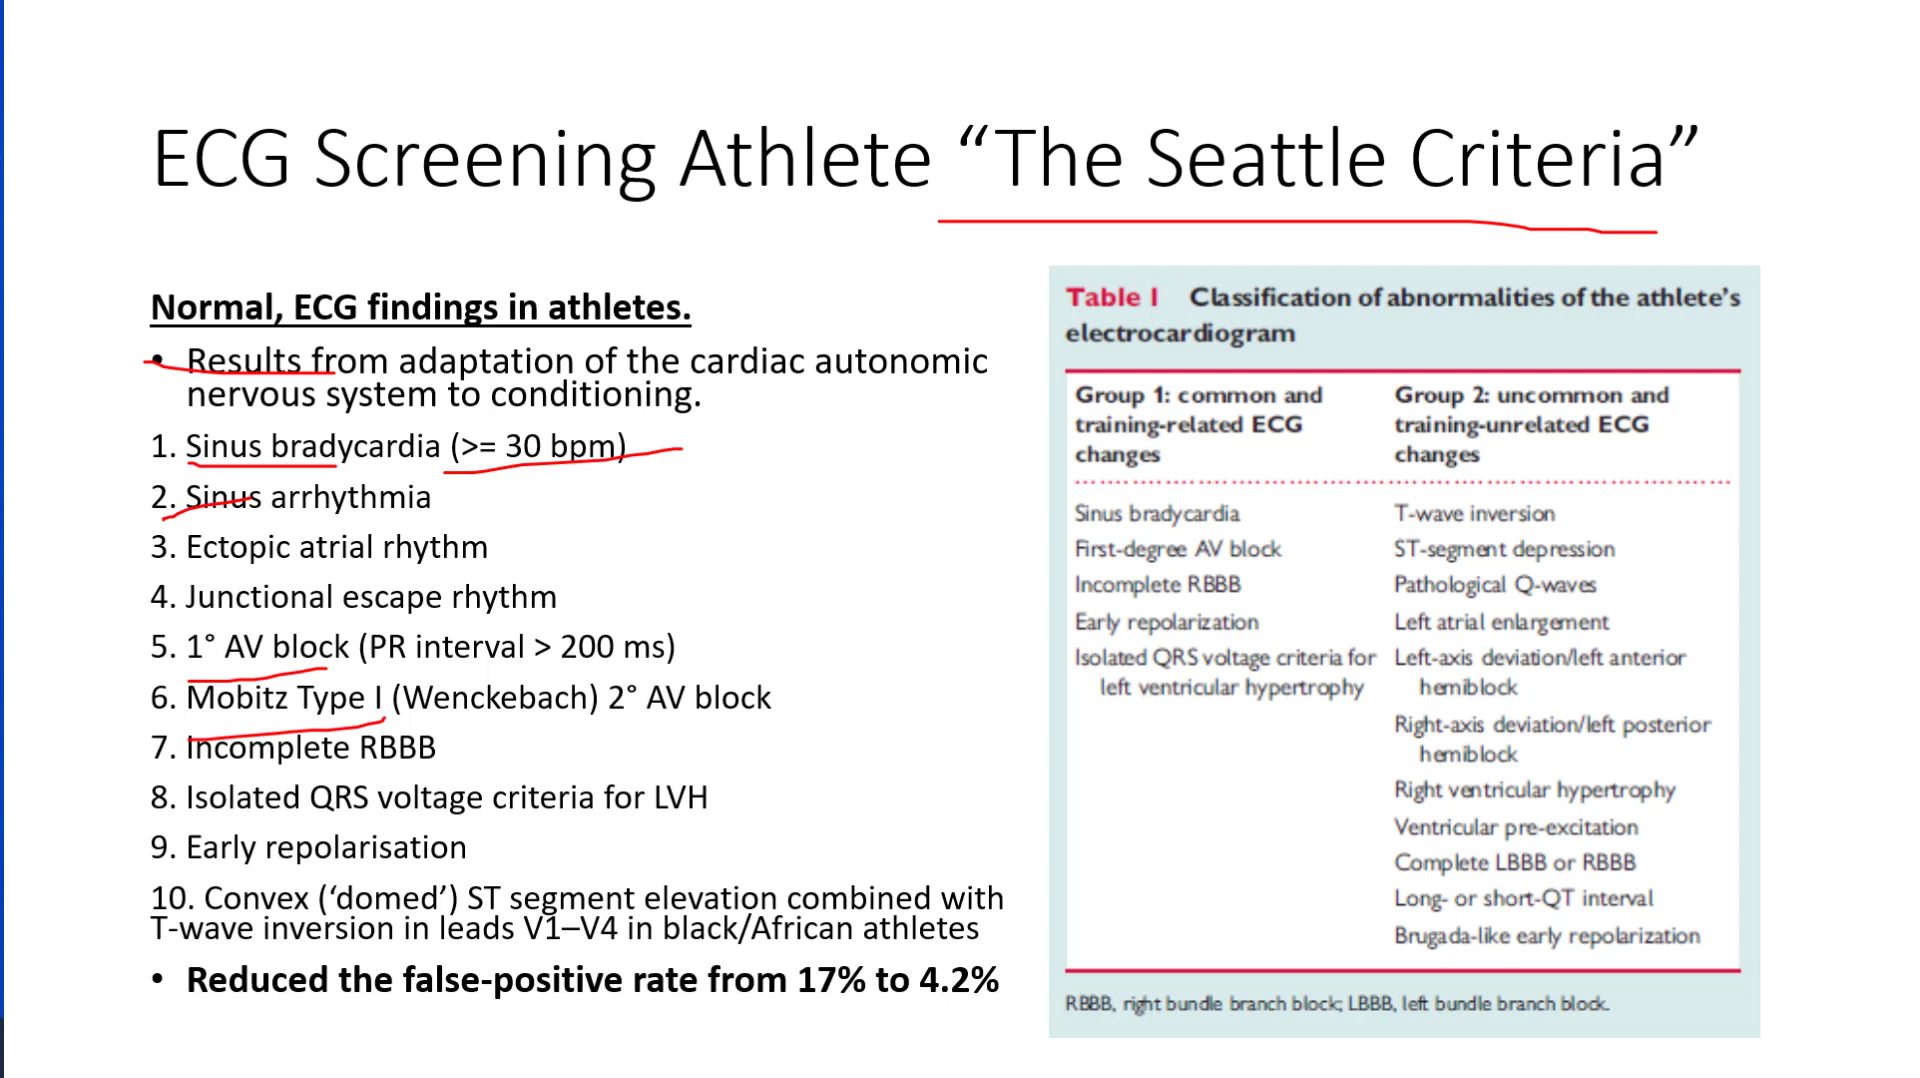 ECG Screening Athlete “The Seattle Criteria”
Normal, ECG findings in athletes.
• Results from adaptation of the cardiac autonomic
nervous system to conditioning.
1. Sinus bradycardia (>= 30 bpm)
2. Sinus arrhythmia
3. Ectopic atrial rhythm
4. Junctional escape rhythm
5. 1° AV block (PR interval > 200 ms)
6. Mobitz Type I (Wenckebach) 2° AV block
7. Incomplete RBBB
8. Isolated QRS voltage criteria for LVH
9. Early repolarisation
10. Convex (‘domed’) ST segment elevation combined with
T-wave inversion in leads V1–V4 in black/African athletes
• Reduced the false-positive rate from 17% to 4.2%
Table I Classification of abnormalities of the athlete’s
electrocardiogram
Group 1: common and
training-related ECG
changes
Group 2: uncommon and
training-unrelated ECG
changes
Sinus bradycardia
First-degree AV block
Incomplete RBBB
Early repolarization
Isolated QRS voltage criteria for
left ventricular hypertrophy
T-wave inversion
ST-segment depression
Pathological Q-waves
Left atrial enlargement
Left-axis deviation/left anterior
hemiblock
Right-axis deviation/left posterior
hemiblock
Right ventricular hypertrophy
Ventricular pre-excitation
Complete LBBB or RBBB
Long- or short-QT interval
Brugada-like early repolarization
RBBB, right bundle branch block; LBBB, left bundle branch block.